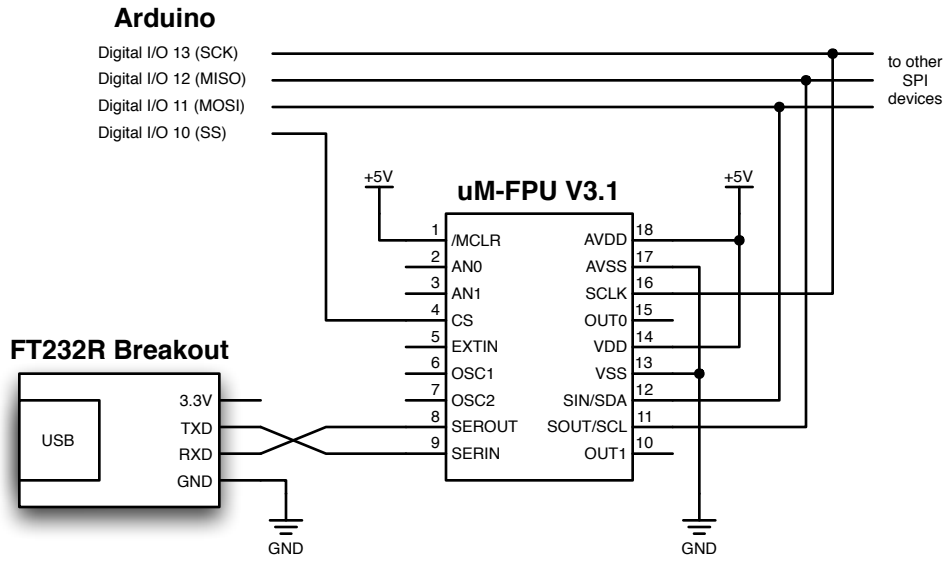 Arduino
Digital I/O 13 (SCK)
Digital I/O 12 (MISO)
Digital I/O 11 (MOSI)
Digital I/O 10 (SS)
to other
SPI
devices
+5V
uM-FPU V3.1
+5V
1
/MCLR
2
AN0
3
AN1
4
CS
5
EXTIN
6
OSC1
7
OSC2
8
SEROUT
9
SERIN
AVDD
18
AVSS
17
SCLK
16
OUT0
15
VDD
14
VSS
13
SIN/SDA
12
SOUT/SCL
11
OUT1
10
FT232R Breakout
USB
3.3V
TXD
RXD
GND
GND
GND